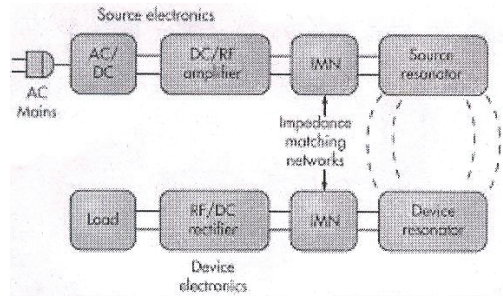 Source electronics
AC/
DC
DC/RF
amplifier
IMN
Source
resonator
AC
Mains
Impedance
matching
networks
Load
RF/DC
rectifier
IMN
Device
resonator
Device
electronics